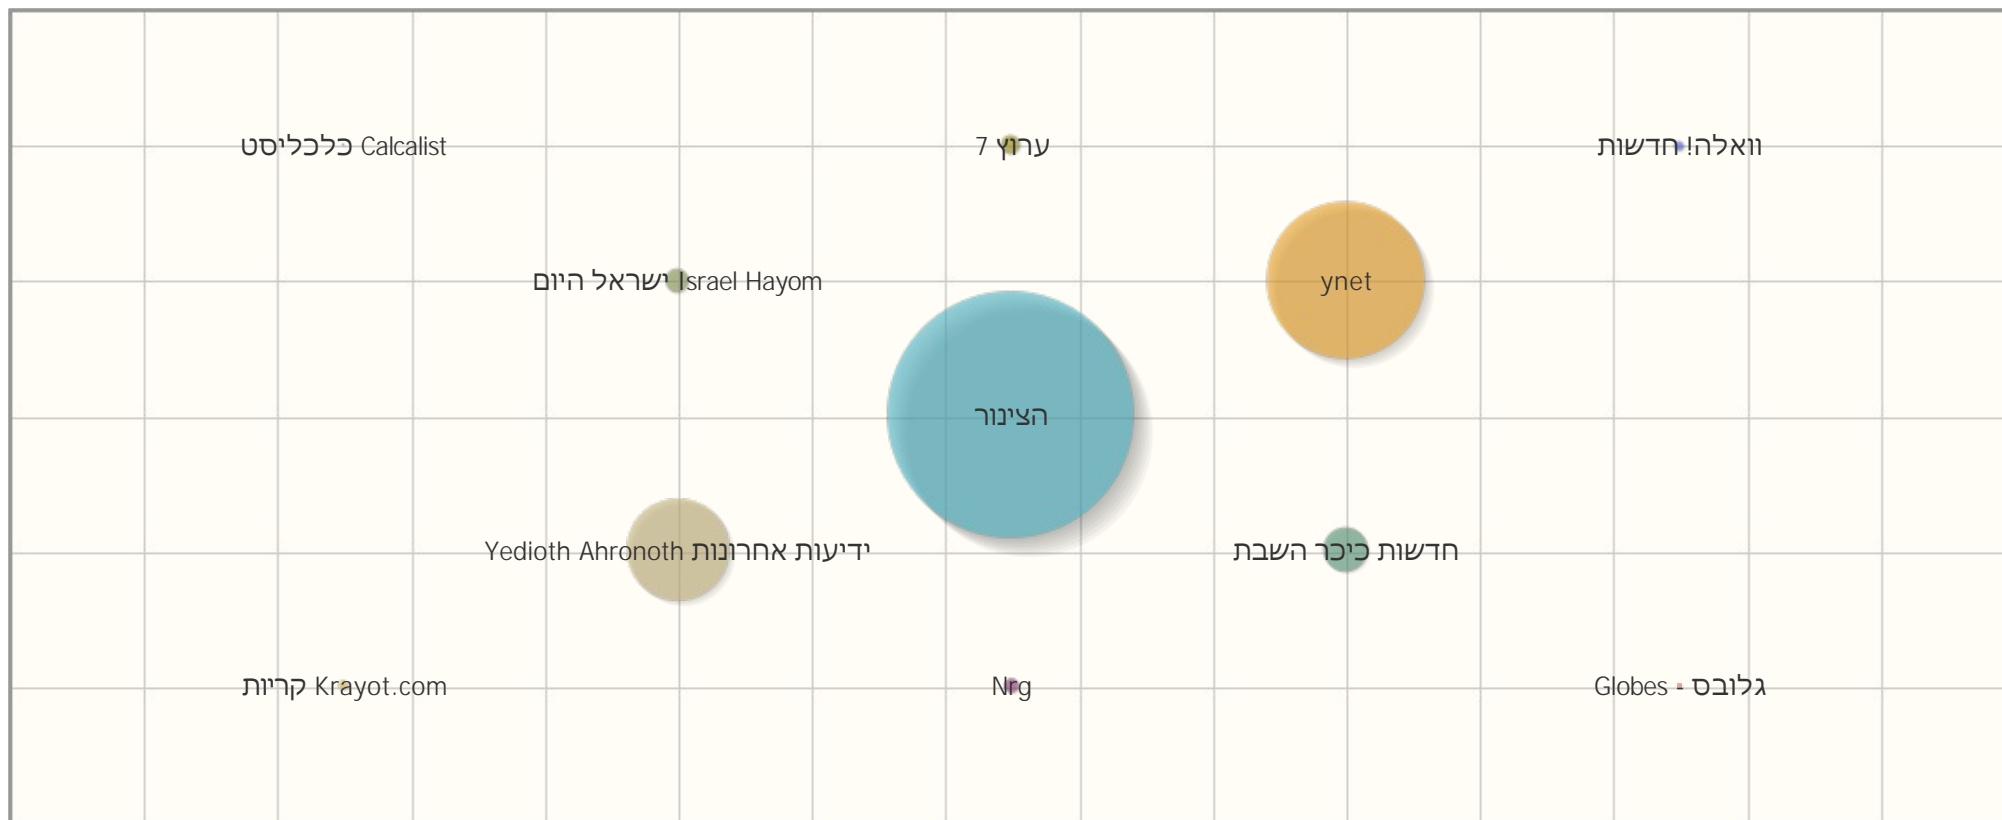 כלכליסט Calcalist
ערוץ 7
וואלה! חדשות
ישראל היום Israel Hayom
ynet
הצינור
Yedioth Ahronoth ידיעות אחרונות
חדשות כיכר השבת
קריות Krayot.com
Nrg
Globes - גלובס